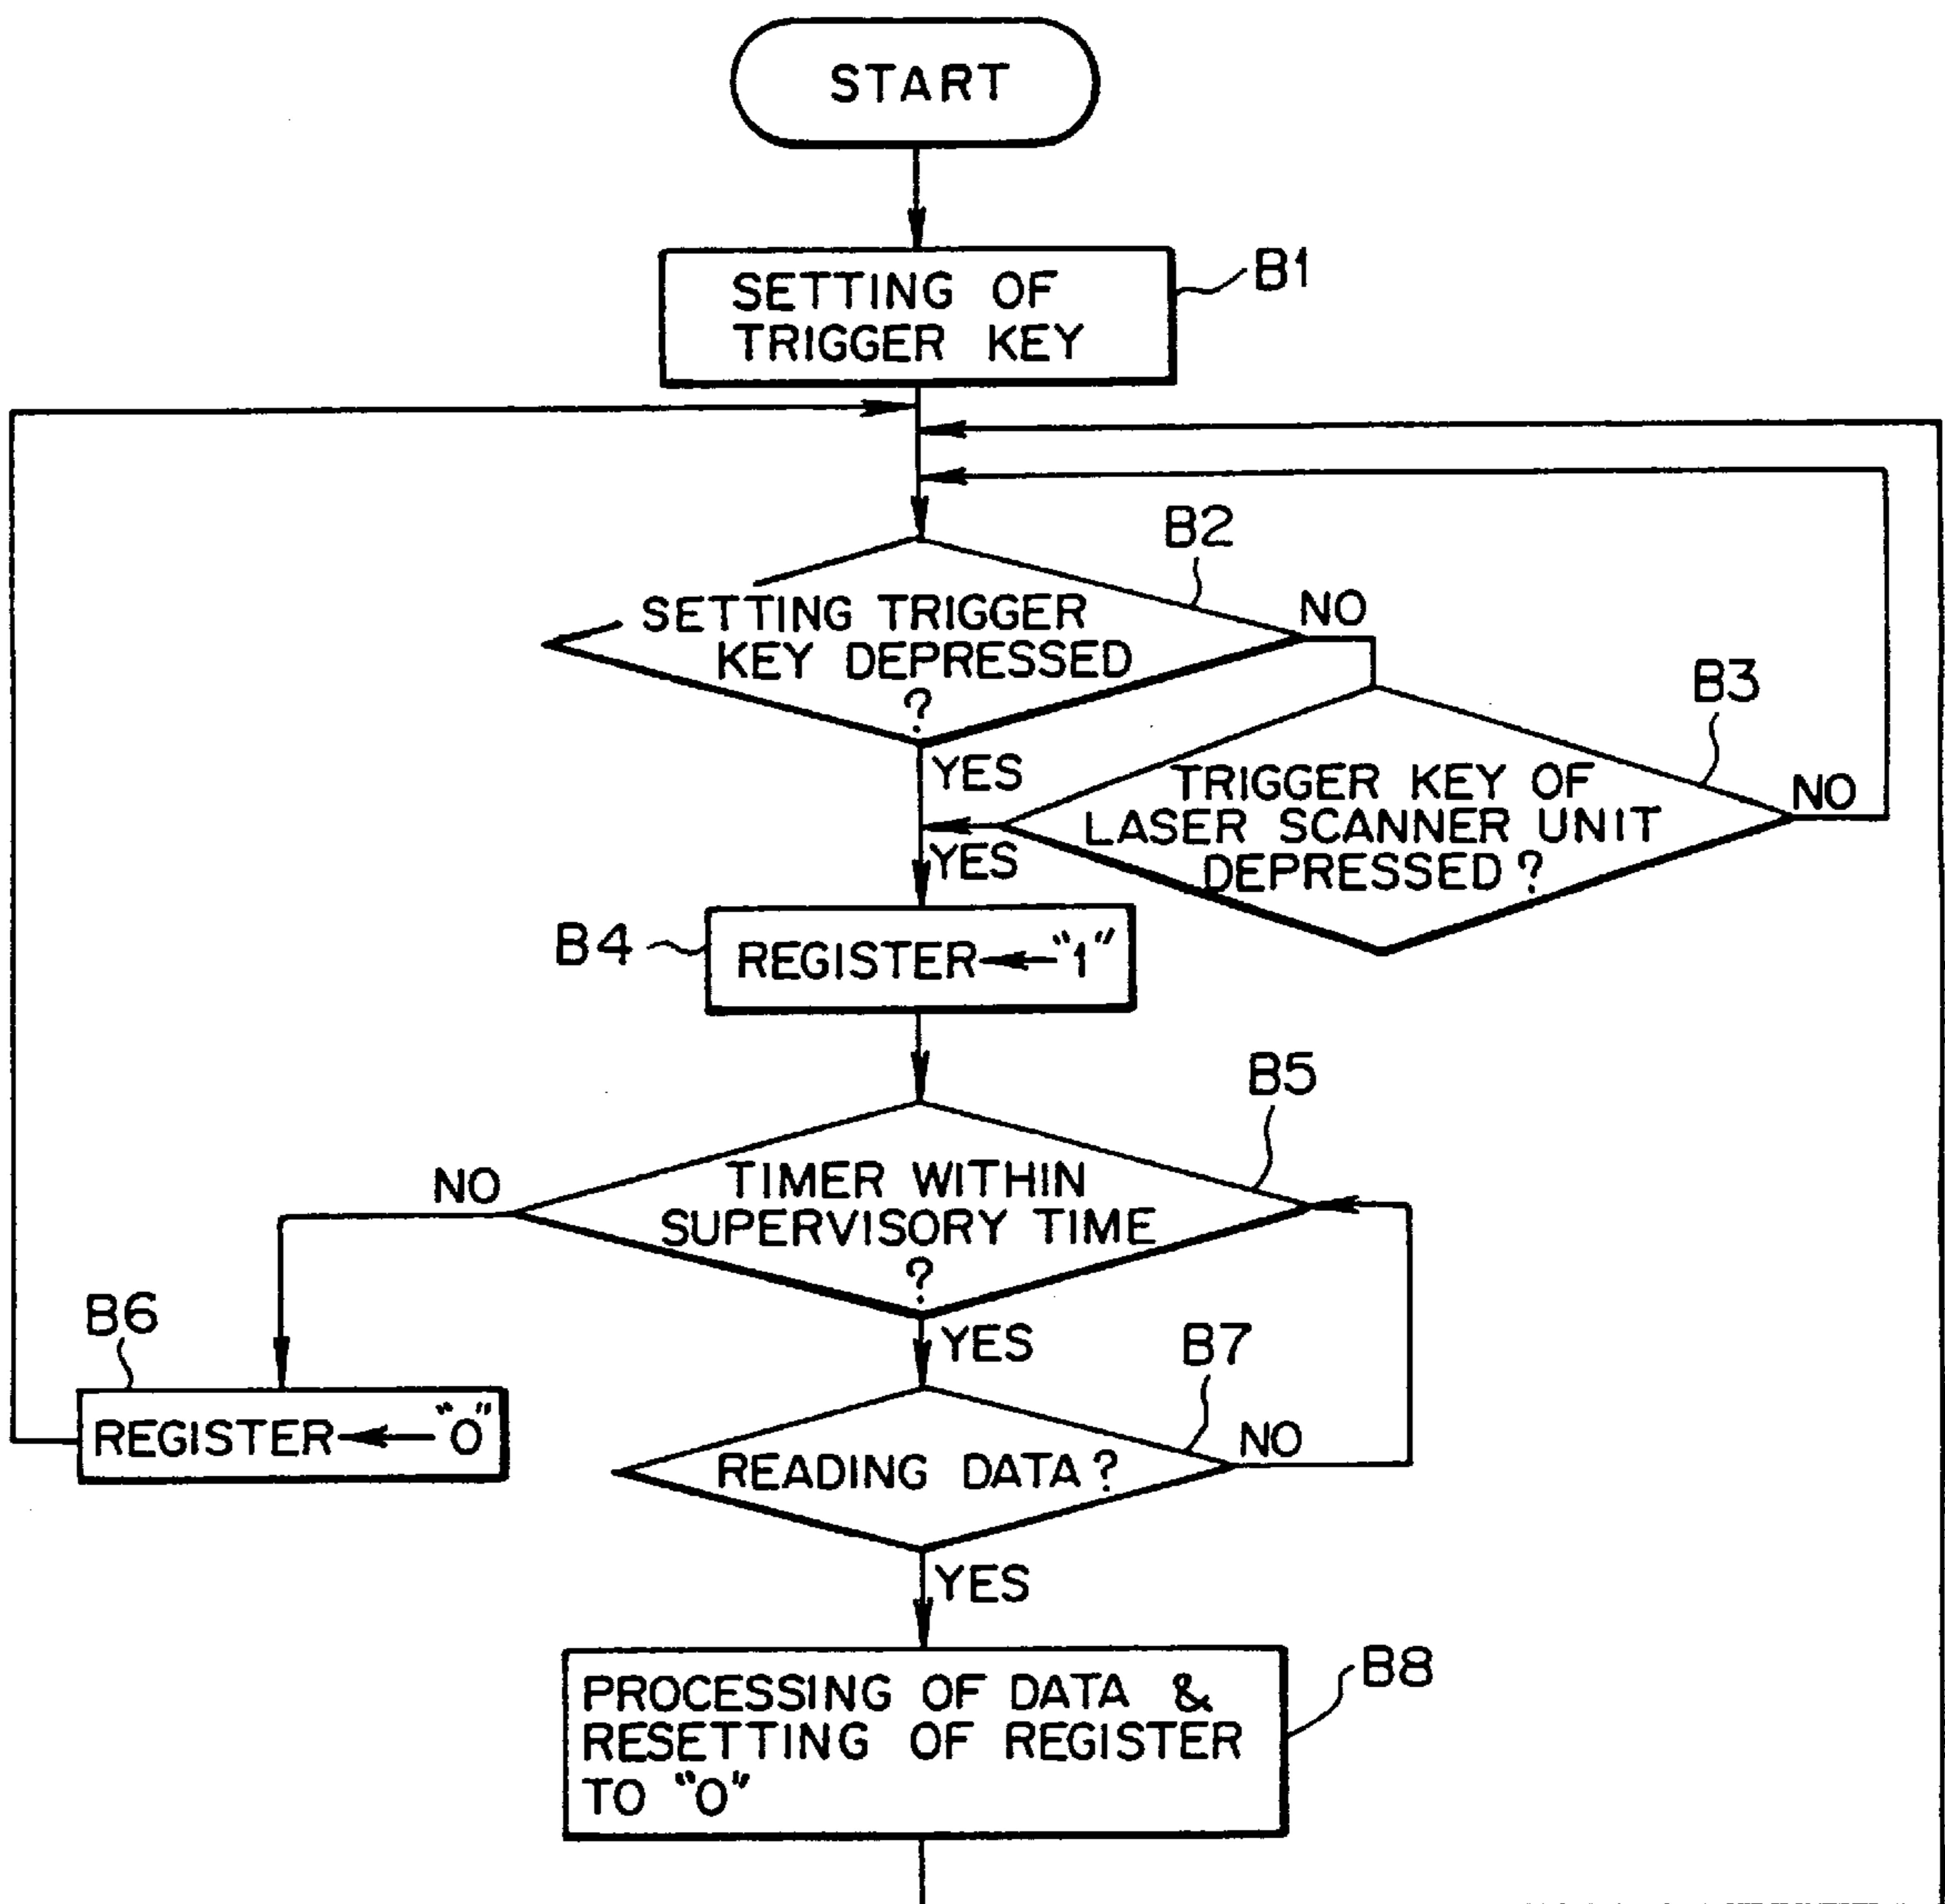 START
SETTING OF
TRIGGER KEY
B1
B2
SETTING TRIGGER
KEY DEPRESSED
?
NO
YES
B3
TRIGGER KEY OF
LASER SCANNER UNIT
DEPRESSED?
NO
YES
B4
REGISTER ← "1"
B5
TIMER WITHIN
SUPERVISORY TIME
?
NO
YES
B6
REGISTER ← "0"
B7
READING DATA?
NO
YES
B8
PROCESSING OF DATA &
RESETTING OF REGISTER
TO "0"